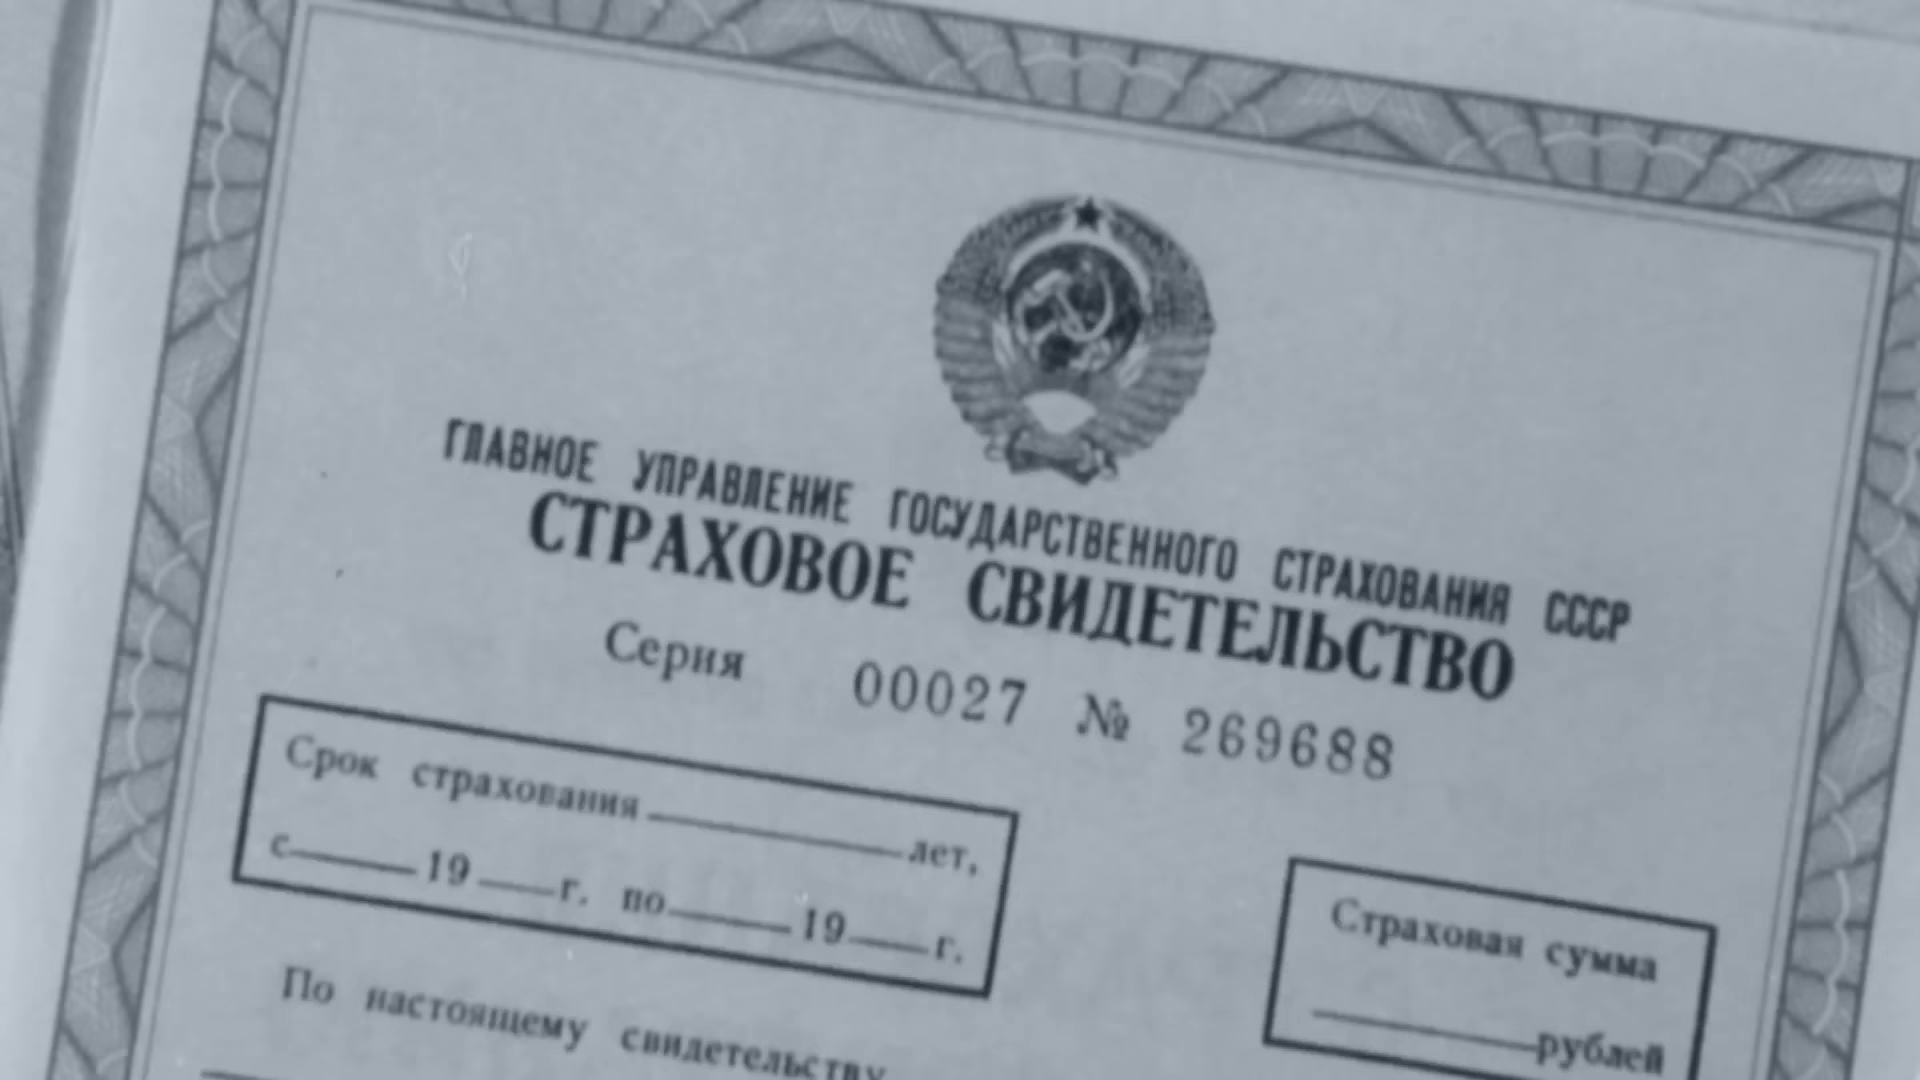 ГЛАВНОЕ УПРАВЛЕНИЕ ГОСУДАРСТВЕННОГО СТРАХОВАНИЯ СССР
СТРАХОВОЕ СВИДЕТЕЛЬСТВО
Серия 00027 № 269688
Срок страхования лет,
с 19 г. по 19 г.
Страховая сумма
рублей
По настоящему свидетельству